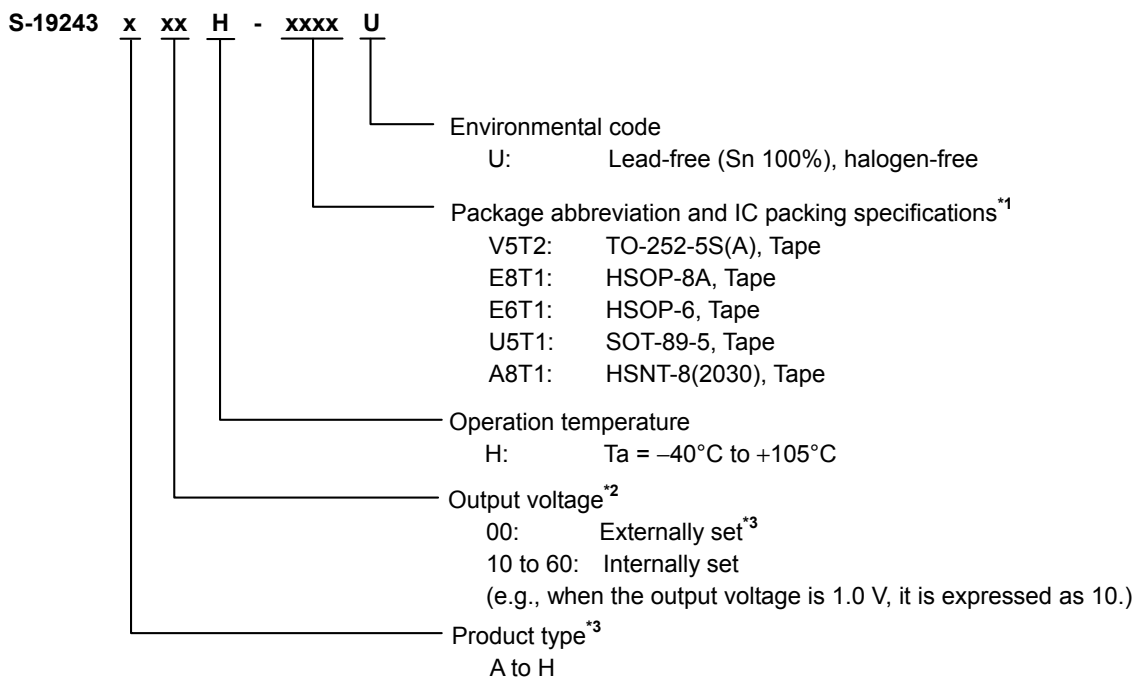 S-19243 x xx H - xxxx U
Environmental code
U: Lead-free (Sn 100%), halogen-free
Package abbreviation and IC packing specifications*1
V5T2: TO-252-5S(A), Tape
E8T1: HSOP-8A, Tape
E6T1: HSOP-6, Tape
U5T1: SOT-89-5, Tape
A8T1: HSNT-8(2030), Tape
Operation temperature
H: Ta = −40°C to +105°C
Output voltage*2
00: Externally set*3
10 to 60: Internally set
(e.g., when the output voltage is 1.0 V, it is expressed as 10.)
Product type*3
A to H